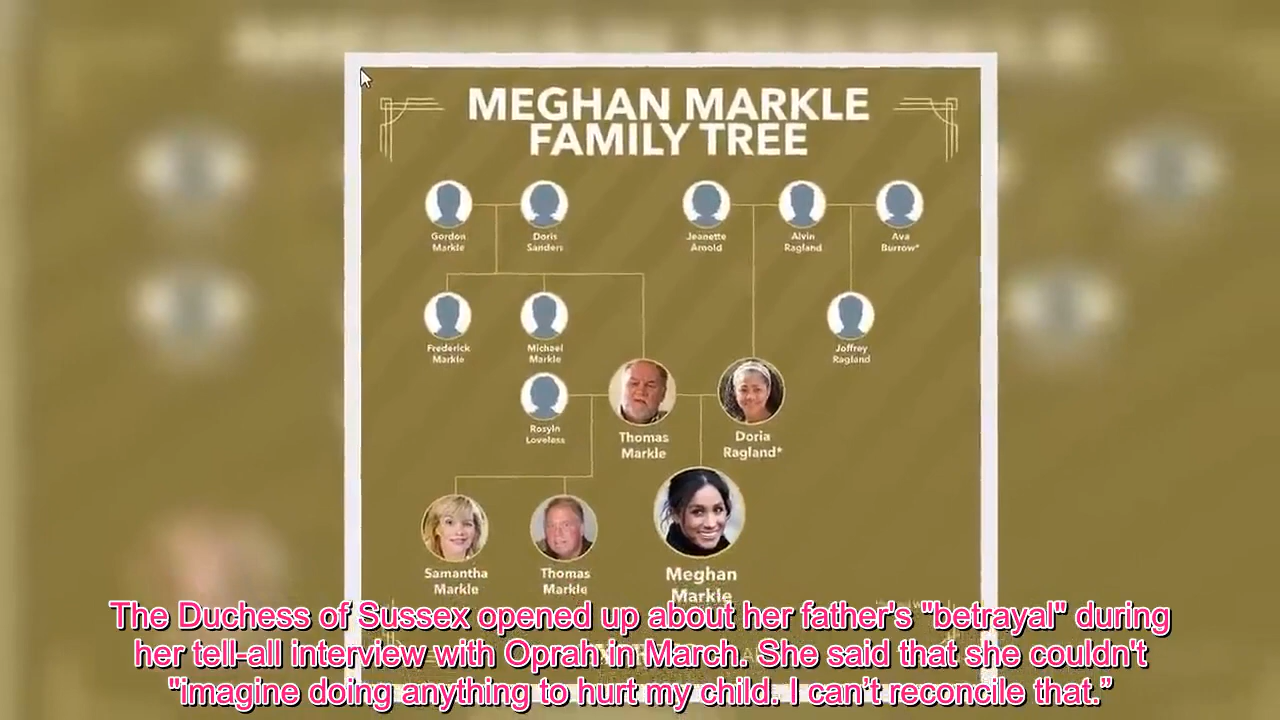 MEGHAN MARKLE
FAMILY TREE
Gordon
Markle
Doris
Sanders
Jeanette
Arnold
Alvin
Ragland
Ava
Burrow*
Frederick
Markle
Michael
Markle
Joffrey
Ragland
Rosyln
Loveless
Thomas
Markle
Doria
Ragland*
Samantha
Markle
Thomas
Markle
Meghan
Markle
The Duchess of Sussex opened up about her father's "betrayal" during
her tell-all interview with Oprah in March. She said that she couldn't
"imagine doing anything to hurt my child. I can’t reconcile that.”